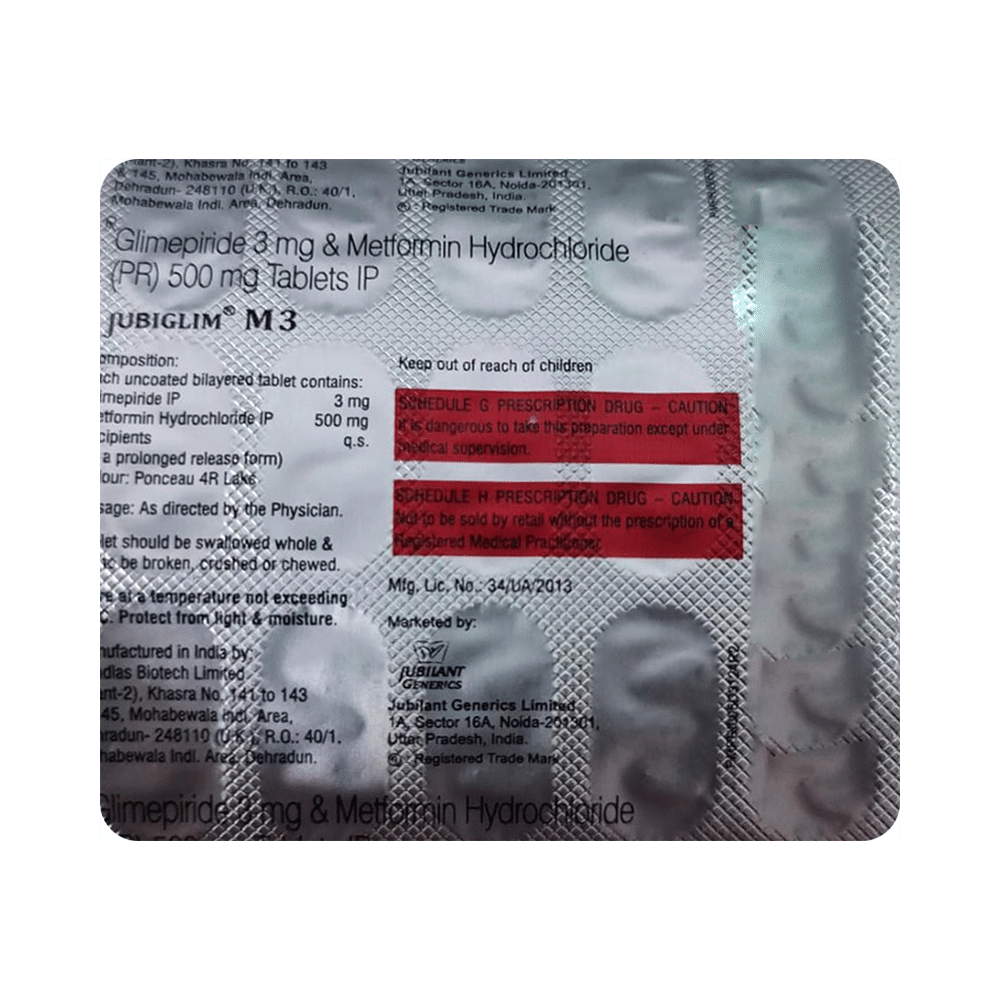 ant-2), Khasra No. 141 to 143
& 145, Mohabewala Indl. Area,
Dehradun- 248110 (U.K.), R.O.: 40/1,
Mohabewala Indl. Area, Dehradun.
GENERICS
Jubilant Generics Limited
1A, Sector 16A, Noida-201301,
Uttar Pradesh, India.
® - Registered Trade Mark
Glimepiride 3 mg & Metformin Hydrochloride
(PR) 500 mg Tablets IP
JUBIGLIM® M3
omposition:
ch uncoated bilayered tablet contains:
imepiride IP 3 mg
etformin Hydrochloride IP 500 mg
cipients q.s.
a prolonged release form)
our: Ponceau 4R Lake
sage: As directed by the Physician.
let should be swallowed whole &
to be broken, crushed or chewed.
re at a temperature not exceeding
C. Protect from light & moisture.
nufactured in India by:
dias Biotech Limited
ant-2), Khasra No. 141 to 143
45, Mohabewala Indl. Area,
radun- 248110 (U.K.), R.O.: 40/1,
habewala Indl. Area, Dehradun.
Keep out of reach of children
SCHEDULE G PRESCRIPTION DRUG – CAUTION
It is dangerous to take this preparation except under
medical supervision.
SCHEDULE H PRESCRIPTION DRUG – CAUTION
Not to be sold by retail without the prescription of a
Registered Medical Practitioner.
Mfg. Lic. No.: 34/UA/2013
Marketed by:
JUBILANT
GENERICS
Jubilant Generics Limited
1A, Sector 16A, Noida-201301,
Uttar Pradesh, India.
® - Registered Trade Mark
Glimepiride 3 mg & Metformin Hydrochloride